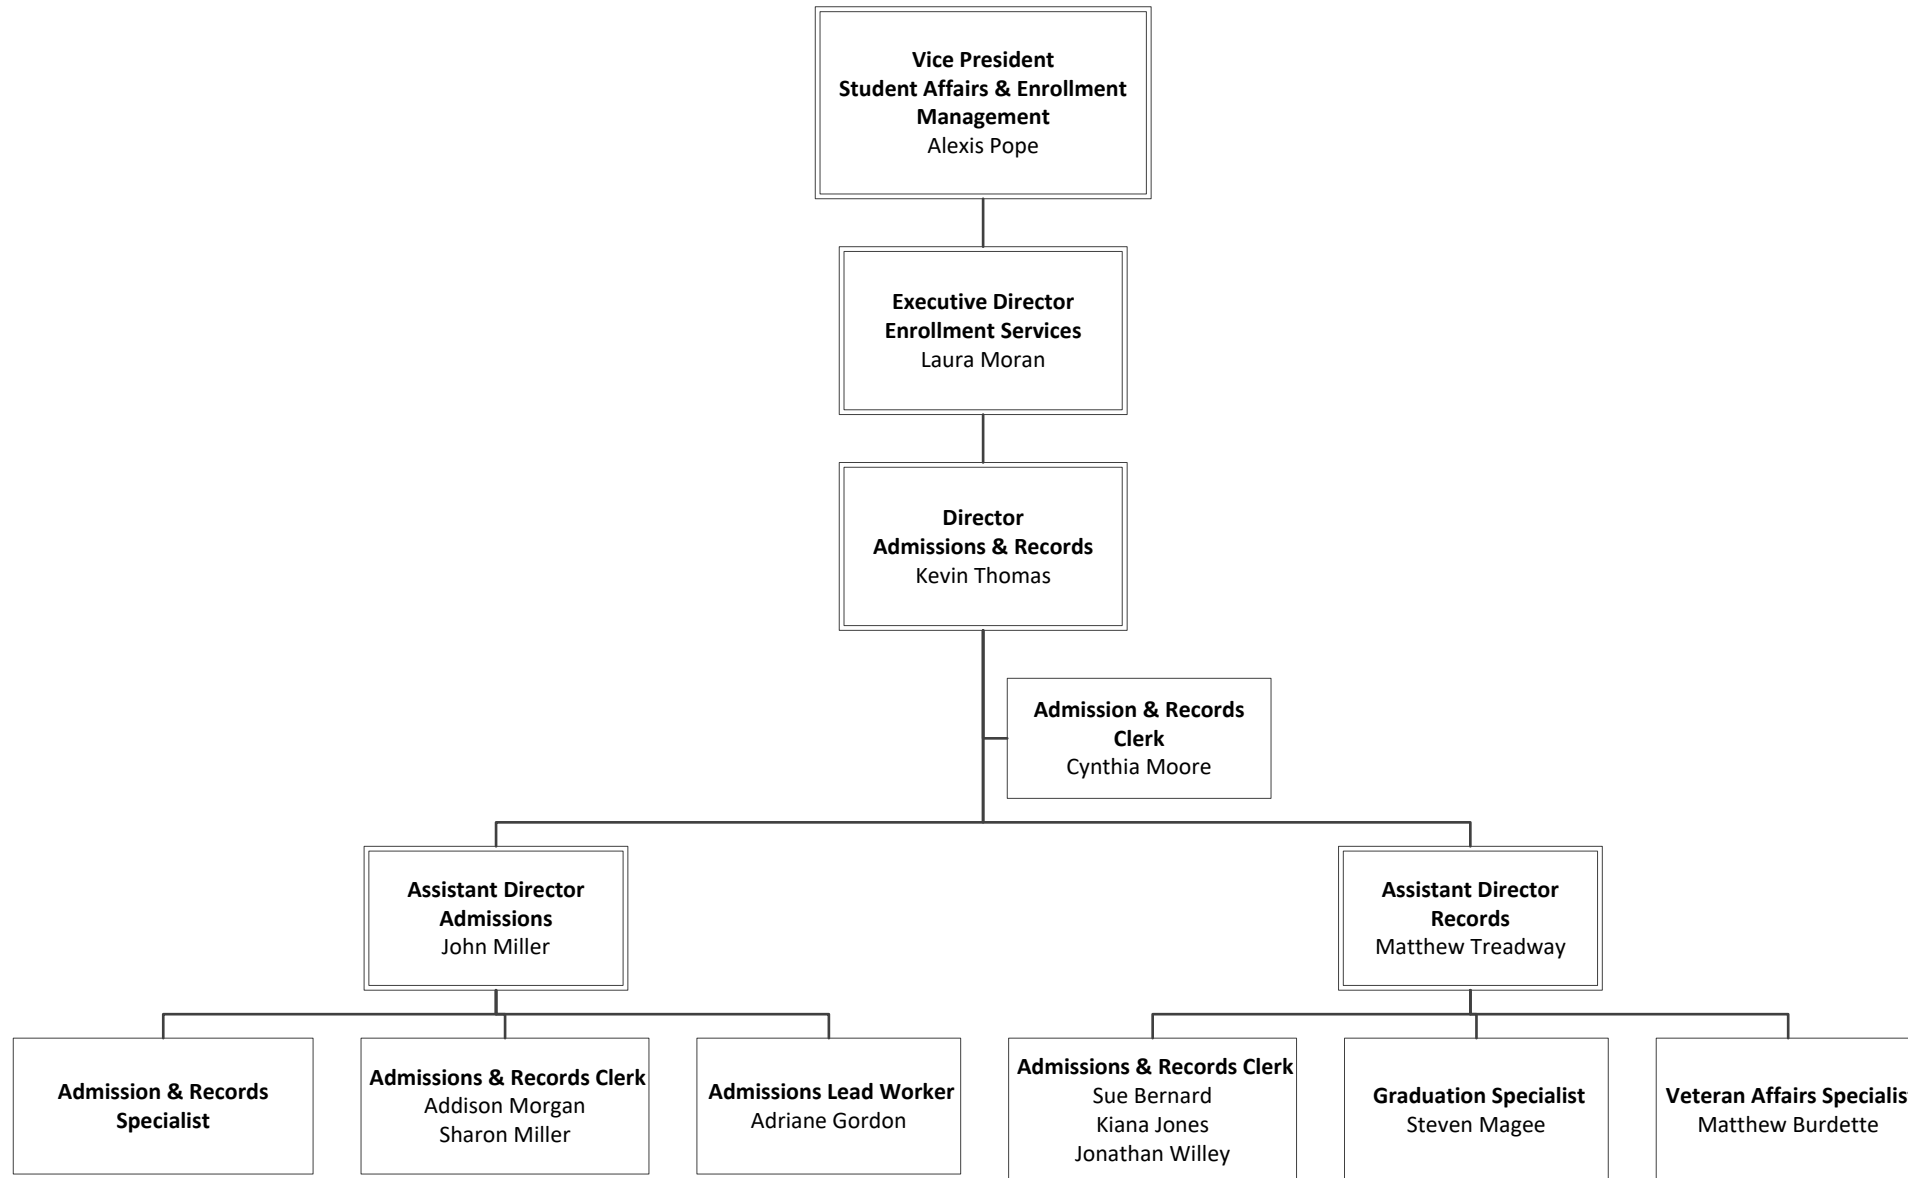 Vice President
Student Affairs & Enrollment
Management
Alexis Pope
Executive Director
Enrollment Services
Laura Moran
Director
Admissions & Records
Kevin Thomas
Admission & Records
Clerk
Cynthia Moore
Assistant Director
Admissions
John Miller
Assistant Director
Records
Matthew Treadway
Admission & Records
Specialist
Admissions & Records Clerk
Addison Morgan
Sharon Miller
Admissions Lead Worker
Adriane Gordon
Admissions & Records Clerk
Sue Bernard
Kiana Jones
Jonathan Willey
Graduation Specialist
Steven Magee
Veteran Affairs Specialist
Matthew Burdette